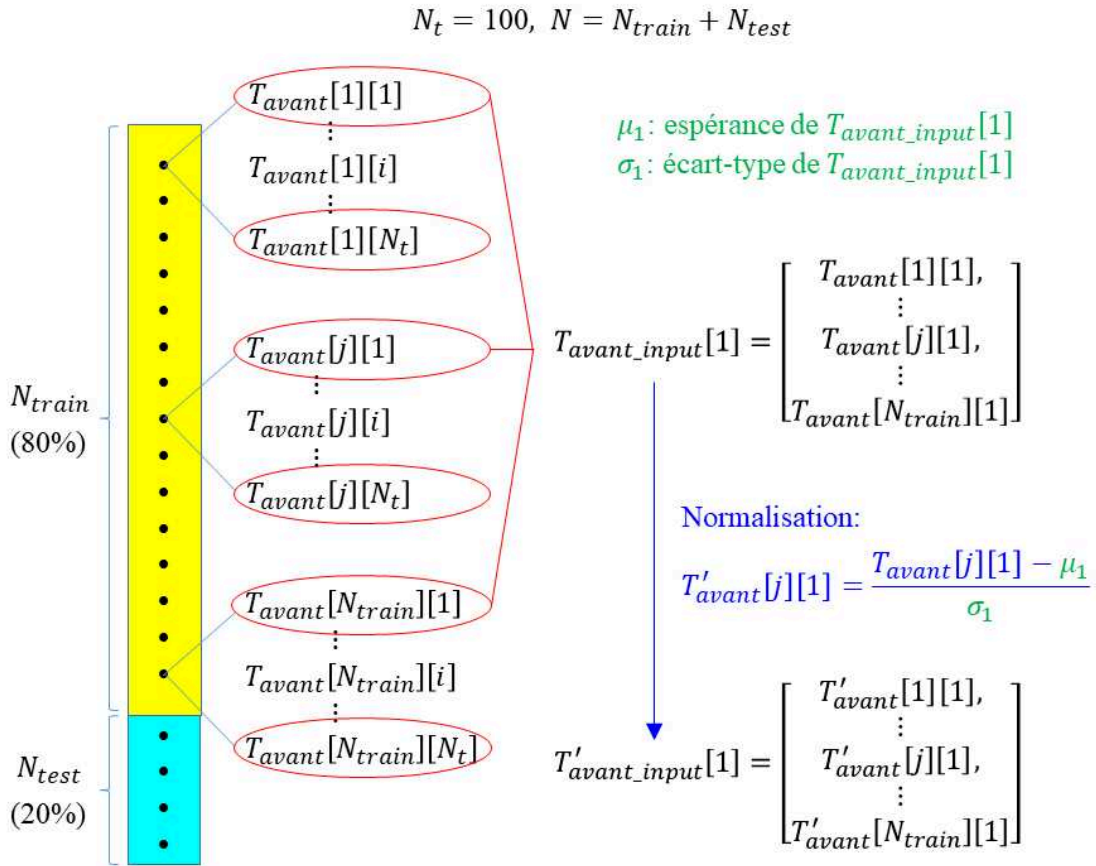 N_t = 100, N = N_train + N_test
N_train
(80%)
N_test
(20%)
T_avant[1][1]
⋮
T_avant[1][i]
⋮
T_avant[1][N_t]
T_avant[j][1]
⋮
T_avant[j][i]
⋮
T_avant[j][N_t]
T_avant[N_train][1]
⋮
T_avant[N_train][i]
⋮
T_avant[N_train][N_t]
μ_1: espérance de T_avant_input[1]
σ_1: écart-type de T_avant_input[1]
T_avant_input[1] = [T_avant[1][1],
⋮
T_avant[j][1],
⋮
T_avant[N_train][1]]
Normalisation:
T'_avant[j][1] = (T_avant[j][1] − μ_1) / σ_1
T'_avant_input[1] = [T'_avant[1][1],
⋮
T'_avant[j][1],
⋮
T'_avant[N_train][1]]